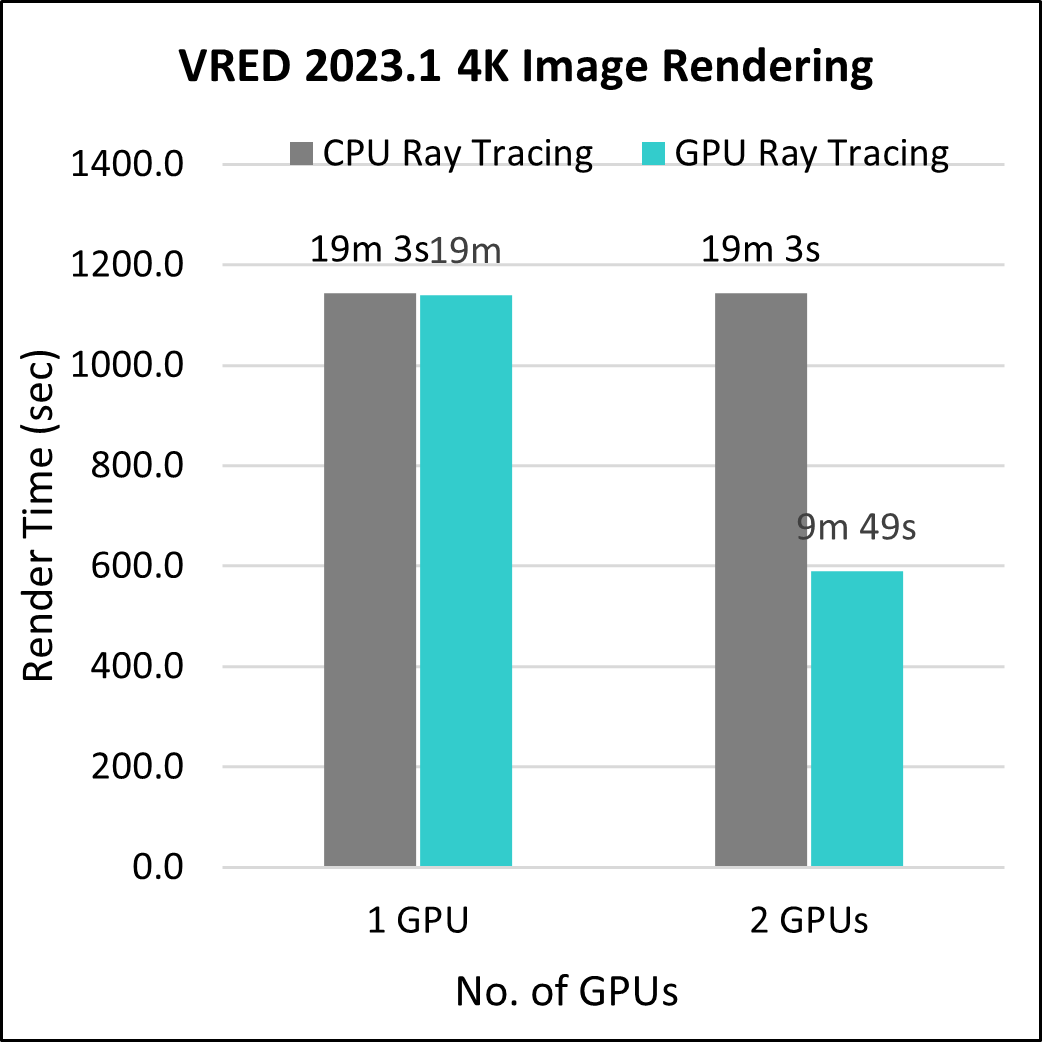 VRED 2023.1 4K Image Rendering
CPU Ray Tracing GPU Ray Tracing
1400.0
19m 3s 19m 19m 3s
1200.0
1000.0
800.0
9m 49s
600.0
400.0
200.0
0.0
Render Time (sec)
1 GPU 2 GPUs
No. of GPUs